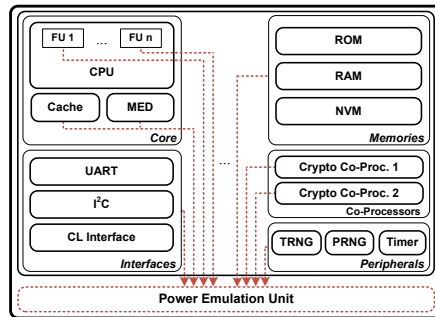 FU 1 ... FU n
CPU
Cache MED
Core
UART
I²C
CL Interface
Interfaces
...
ROM
RAM
NVM
Memories
Crypto Co-Proc. 1
Crypto Co-Proc. 2
Co-Processors
TRNG PRNG Timer
Peripherals
Power Emulation Unit